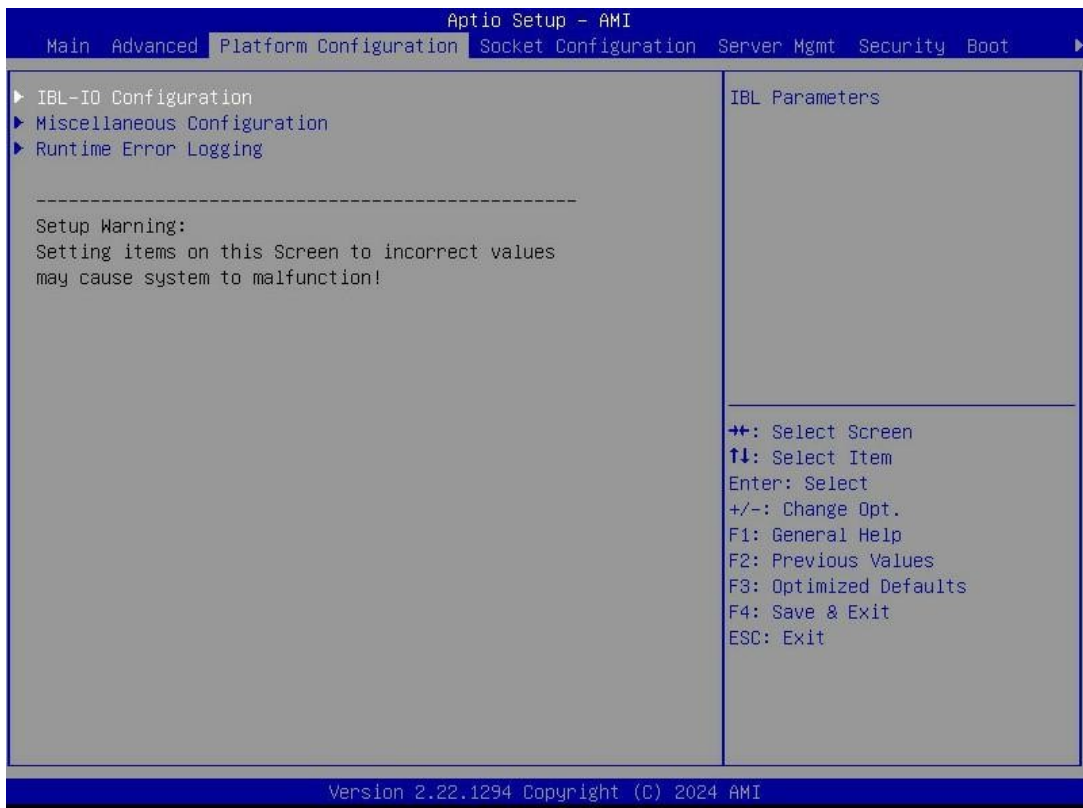 Aptio Setup – AMI
Main Advanced Platform Configuration Socket Configuration Server Mgmt Security Boot
IBL-IO Configuration
Miscellaneous Configuration
Runtime Error Logging
--------------------------------------------------
Setup Warning:
Setting items on this Screen to incorrect values
may cause system to malfunction!
IBL Parameters
→←: Select Screen
↑↓: Select Item
Enter: Select
+/-: Change Opt.
F1: General Help
F2: Previous Values
F3: Optimized Defaults
F4: Save & Exit
ESC: Exit
Version 2.22.1294 Copyright (C) 2024 AMI